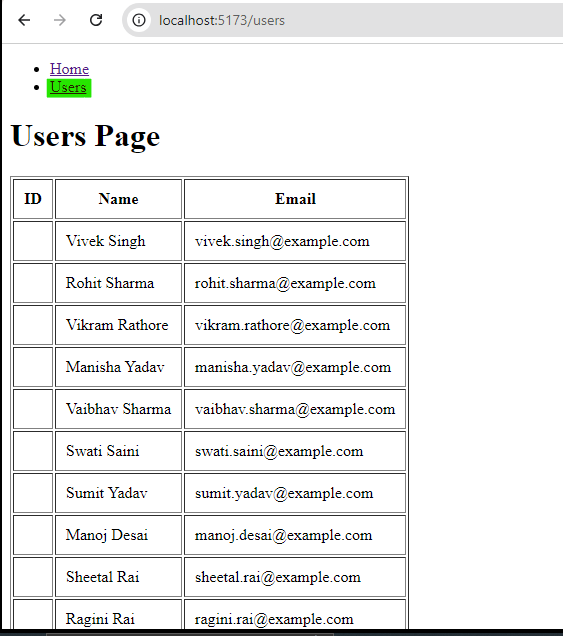 localhost:5173/users
Home
Users
Users Page
ID Name Email
Vivek Singh vivek.singh@example.com
Rohit Sharma rohit.sharma@example.com
Vikram Rathore vikram.rathore@example.com
Manisha Yadav manisha.yadav@example.com
Vaibhav Sharma vaibhav.sharma@example.com
Swati Saini swati.saini@example.com
Sumit Yadav sumit.yadav@example.com
Manoj Desai manoj.desai@example.com
Sheetal Rai sheetal.rai@example.com
Ragini Rai ragini.rai@example.com